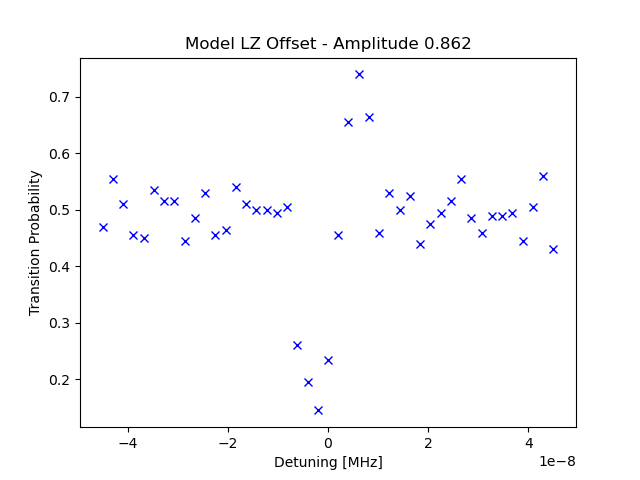 Model LZ Offset - Amplitude 0.862
Transition Probability
0.7
0.6
0.5
0.4
0.3
0.2
−4
−2
0
2
4
1e−8
Detuning [MHz]